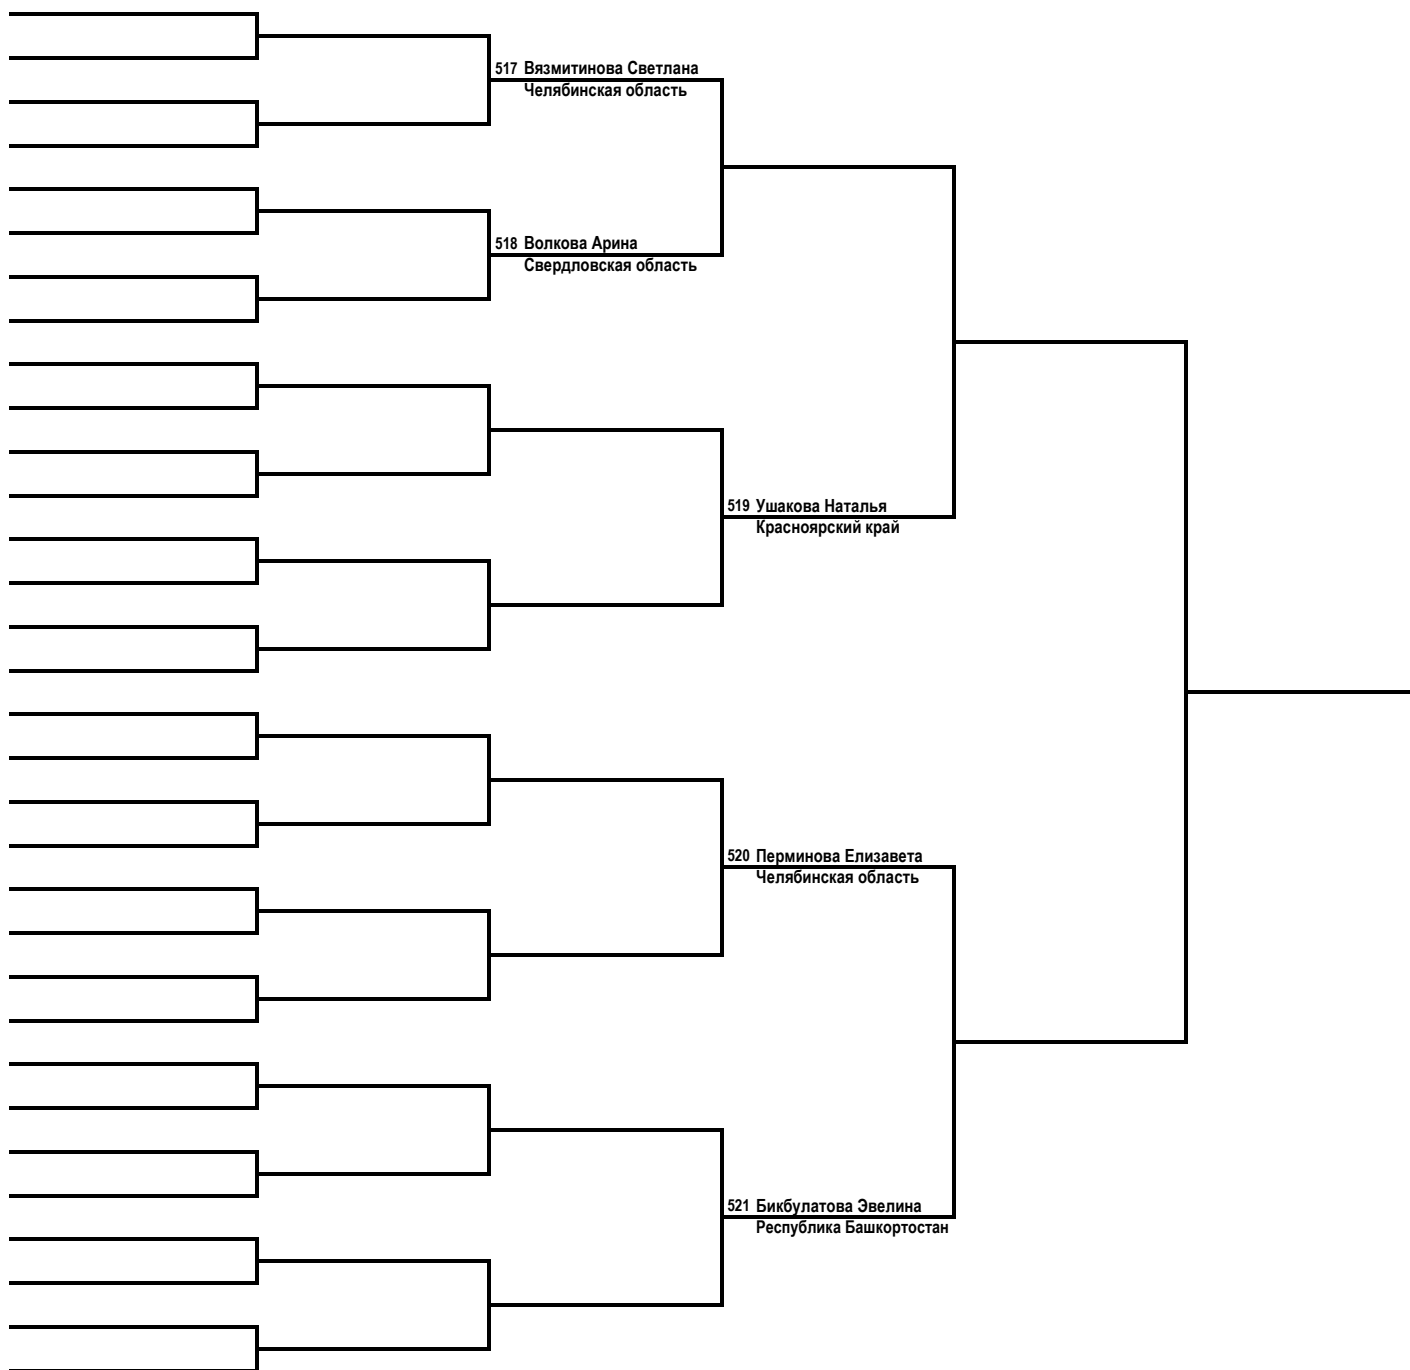 517 Вязмитинова Светлана
Челябинская область
518 Волкова Арина
Свердловская область
519 Ушакова Наталья
Красноярский край
520 Перминова Елизавета
Челябинская область
521 Бикбулатова Эвелина
Республика Башкортостан